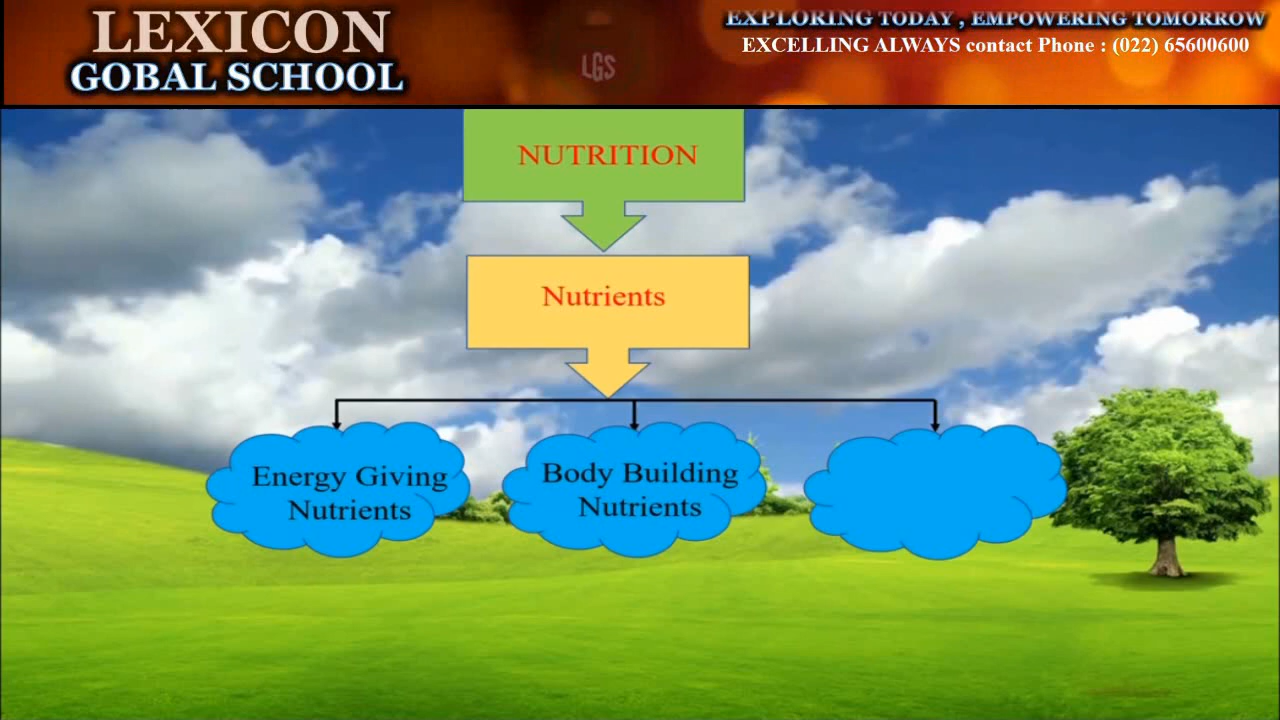 LEXICON
GOBAL SCHOOL
LGS
EXPLORING TODAY , EMPOWERING TOMORROW
EXCELLING ALWAYS contact Phone : (022) 65600600
NUTRITION
Nutrients
Energy Giving
Nutrients
Body Building
Nutrients